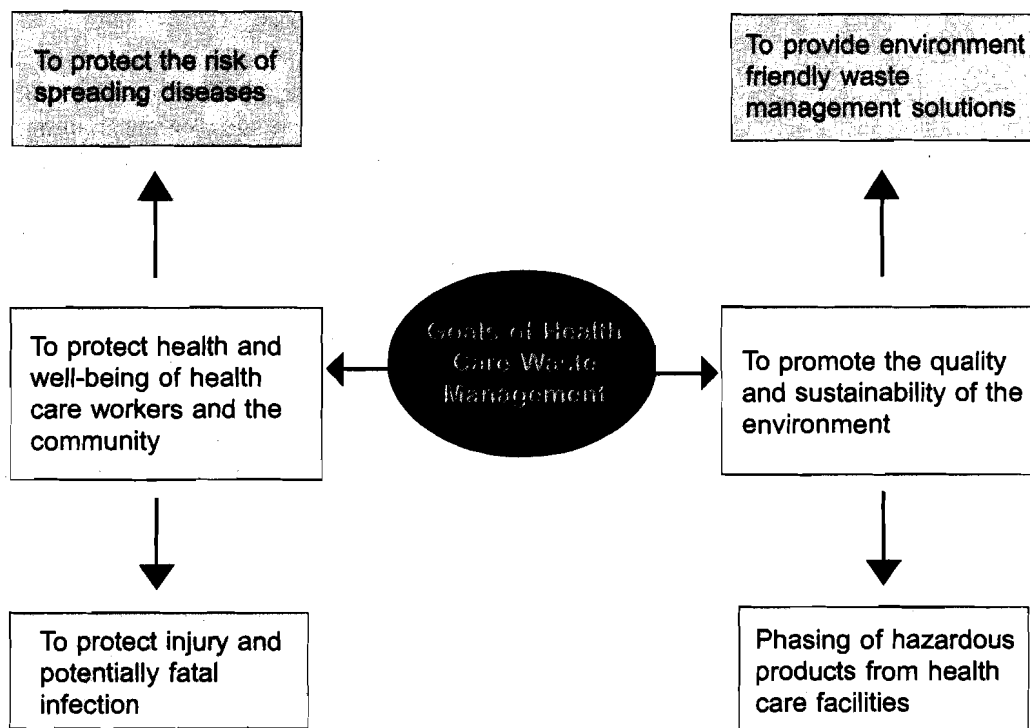 To protect the risk of
spreading diseases
To provide environment
friendly waste
management solutions
To protect health and
well-being of health
care workers and the
community
Goals of Health
Care Waste
Management
To promote the quality
and sustainability of the
environment
To protect injury and
potentially fatal
infection
Phasing of hazardous
products from health
care facilities